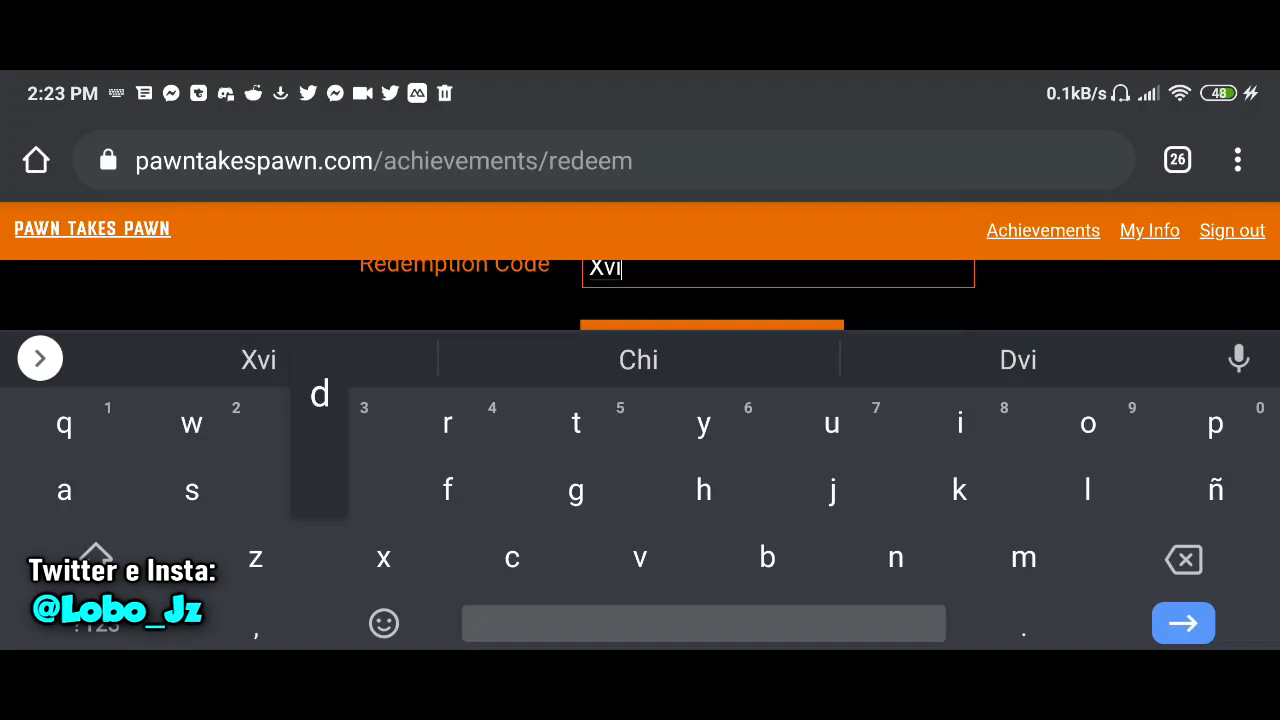 2:23 PM 0.1kB/s 48
pawntakespawn.com/achievements/redeem 26
PAWN TAKES PAWN Achievements My Info Sign out
Redemption Code Xvi
Xvi Chi Dvi
d
q 1 w 2 3 r 4 t 5 y 6 u 7 i 8 o 9 p 0
a s f g h j k l ñ
z x c v b n m
Twitter e Insta:
@Lobo_Jz
?123 , .